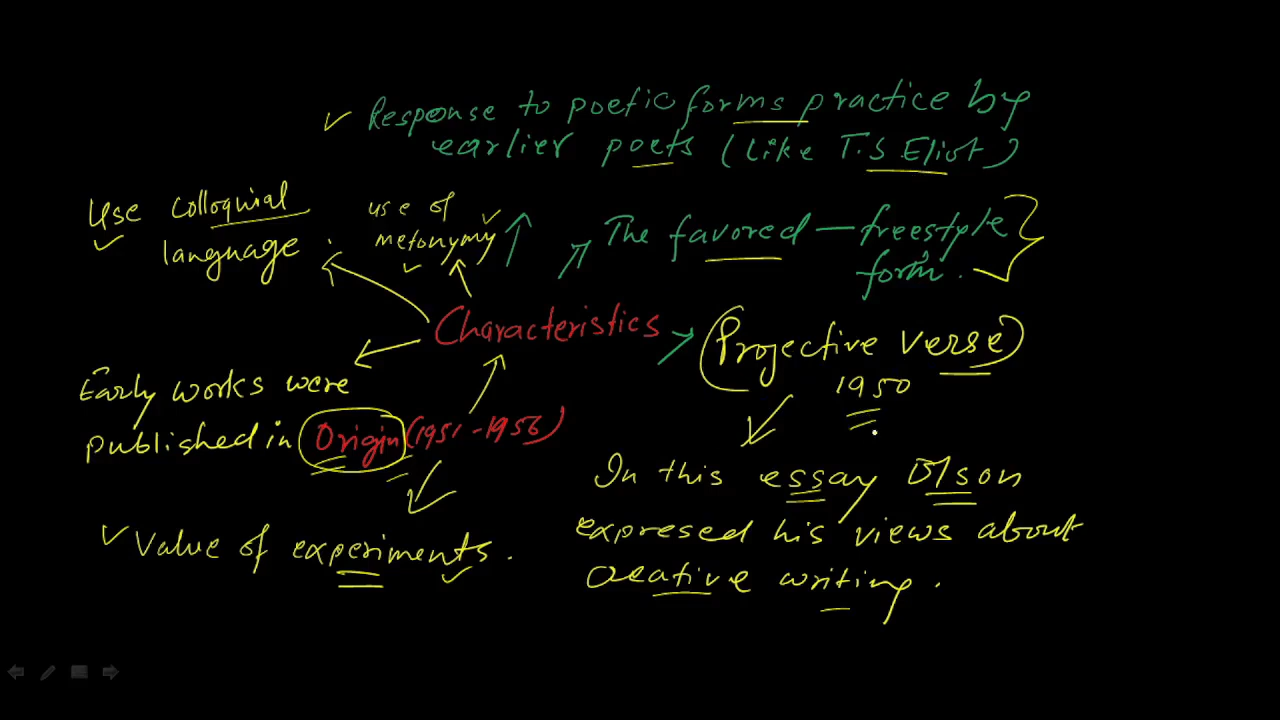 Response to poetic forms practice by
earlier poets (Like T.S Eliot)
Use colloquial
language
use of
metonymy
The favored — freestyle
form.
Characteristics
Projective verse
1950
Early works were
published in Origin (1951-1956)
Value of experiments.
In this essay Olson
expresed his views about
creative writing.